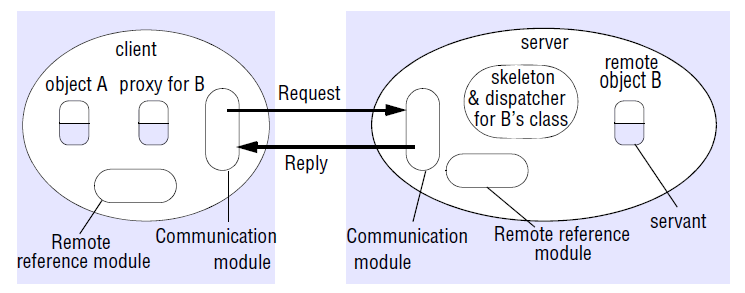 client
object A proxy for B
Request
Reply
Remote
reference module
Communication
module
server
remote
object B
skeleton
& dispatcher
for B's class
Communication
module
Remote reference
module
servant